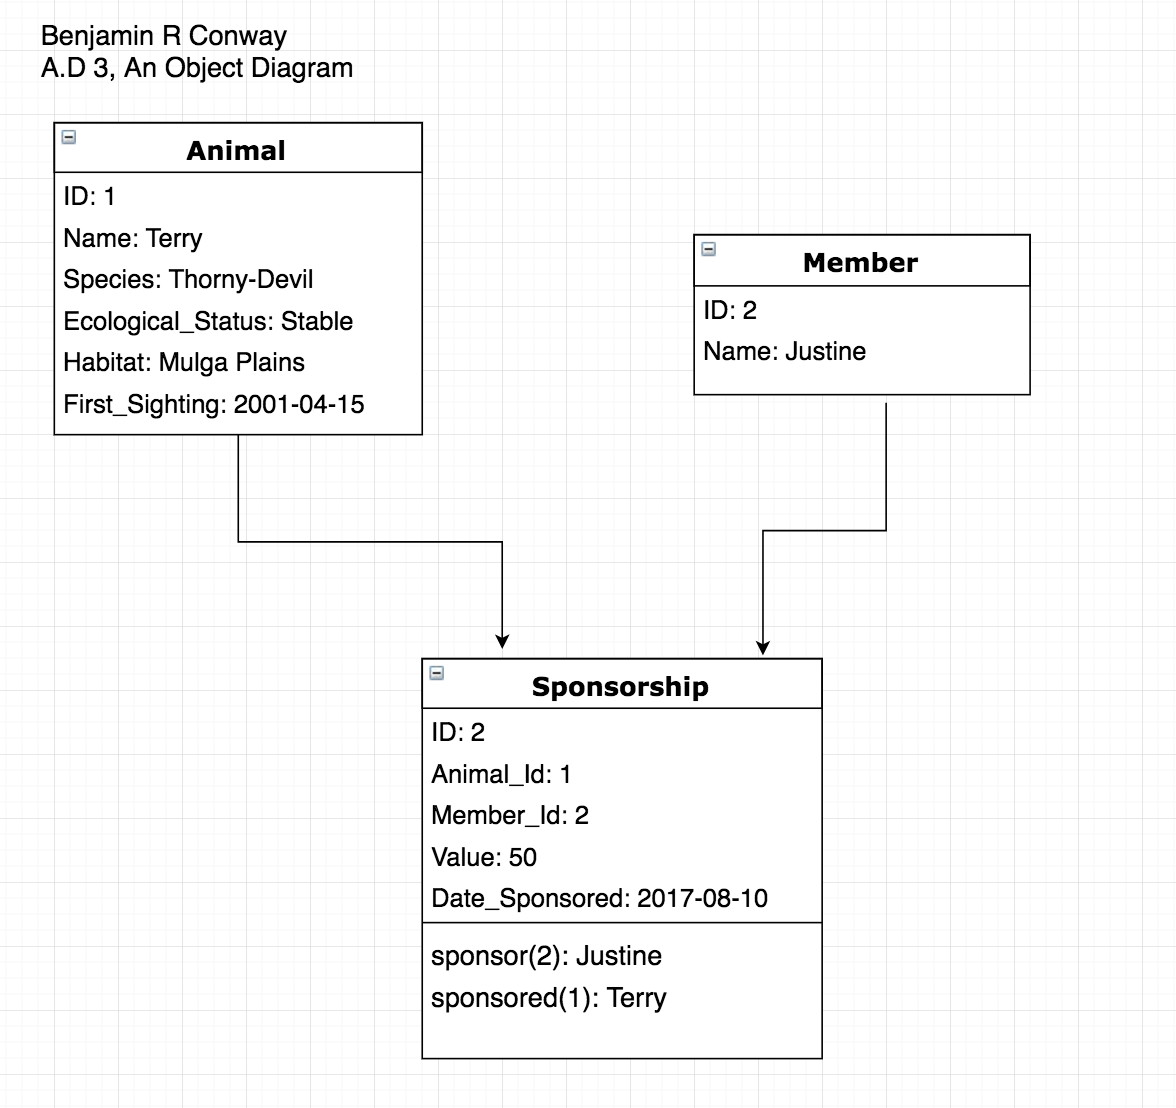 Benjamin R Conway
A.D 3, An Object Diagram
Animal
ID: 1
Name: Terry
Species: Thorny-Devil
Ecological_Status: Stable
Habitat: Mulga Plains
First_Sighting: 2001-04-15
Member
ID: 2
Name: Justine
Sponsorship
ID: 2
Animal_Id: 1
Member_Id: 2
Value: 50
Date_Sponsored: 2017-08-10
sponsor(2): Justine
sponsored(1): Terry